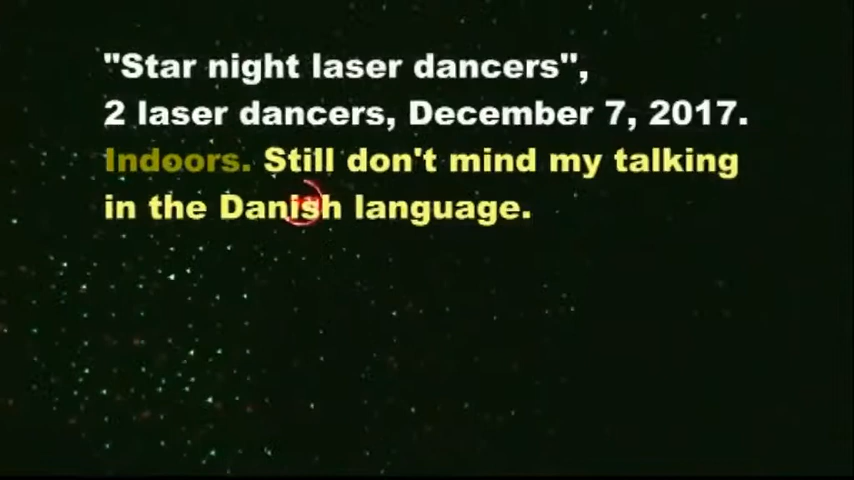 "Star night laser dancers",
2 laser dancers, December 7, 2017.
Indoors. Still don't mind my talking
in the Danish language.